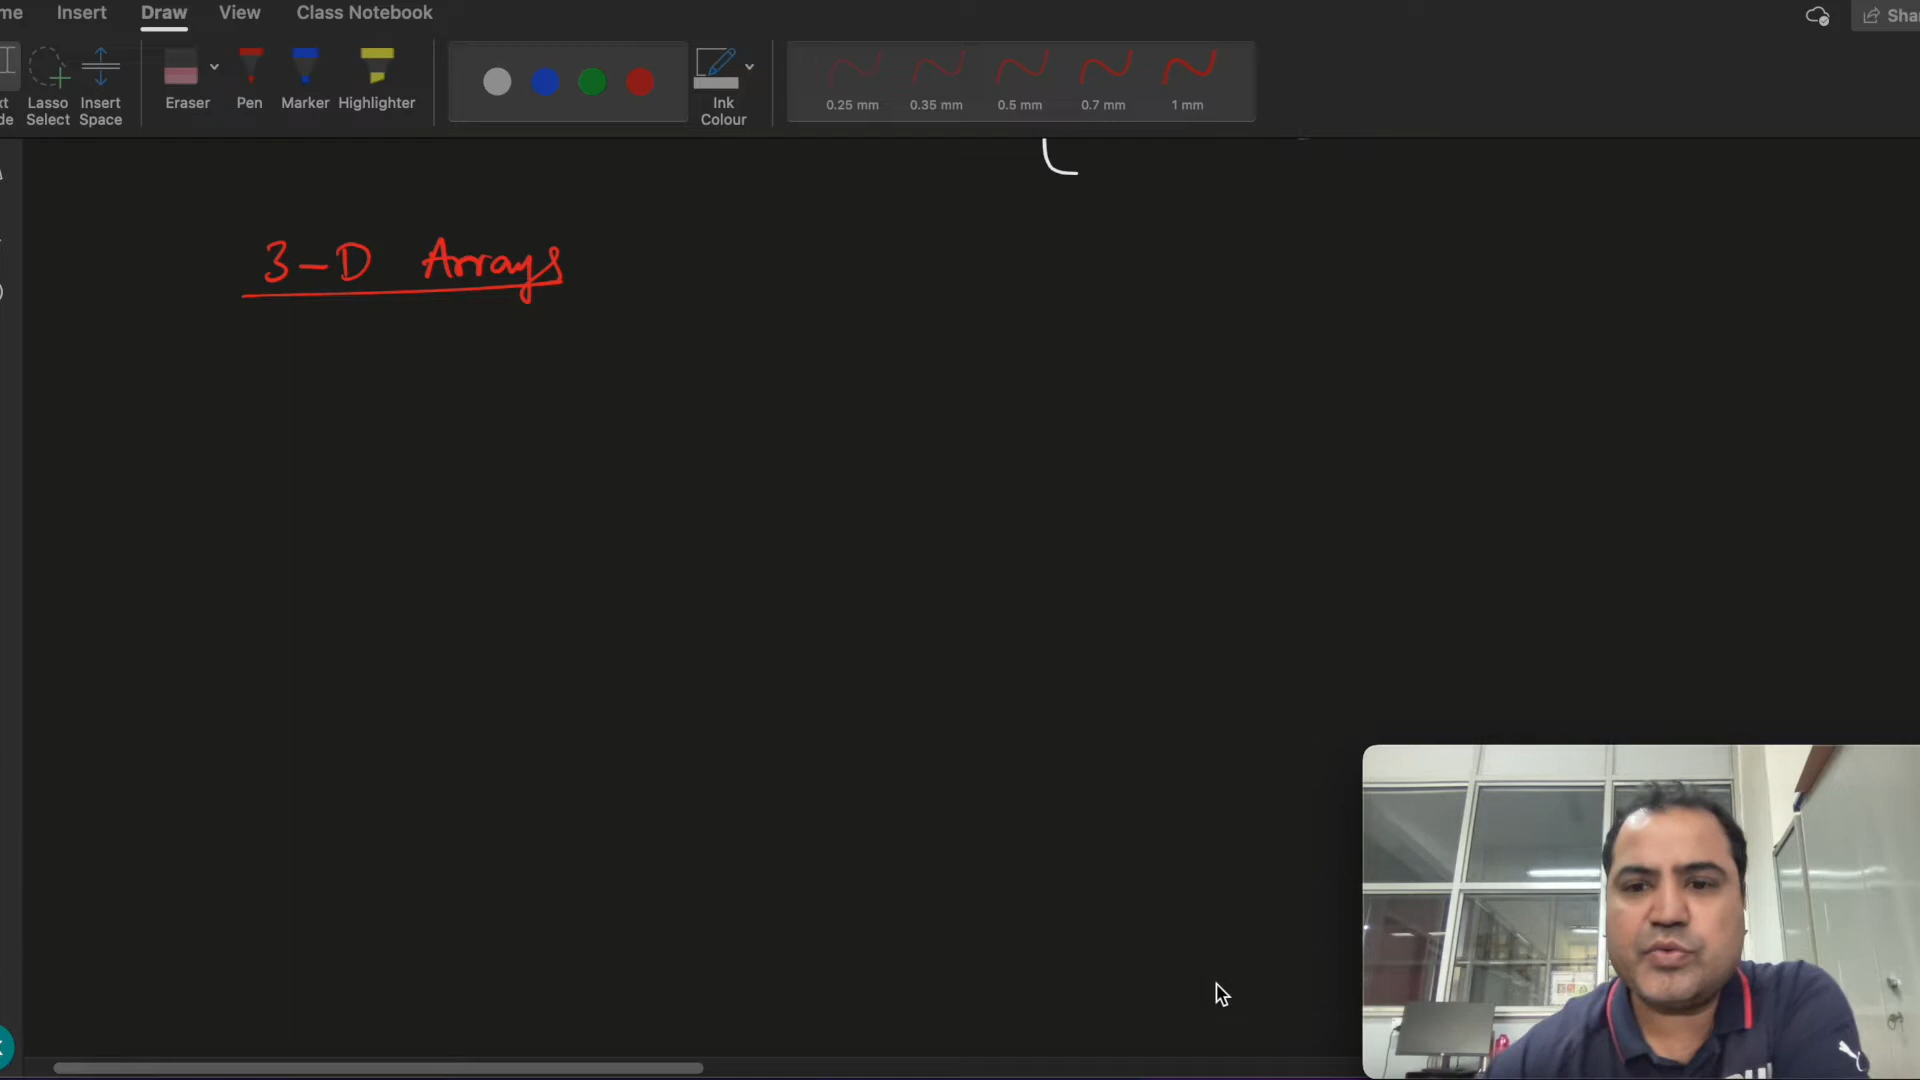 Insert Draw View Class Notebook
Lasso Select
Insert Space
Eraser
Pen
Marker
Highlighter
Ink Colour
0.25 mm
0.35 mm
0.5 mm
0.7 mm
1 mm
3-D Arrays